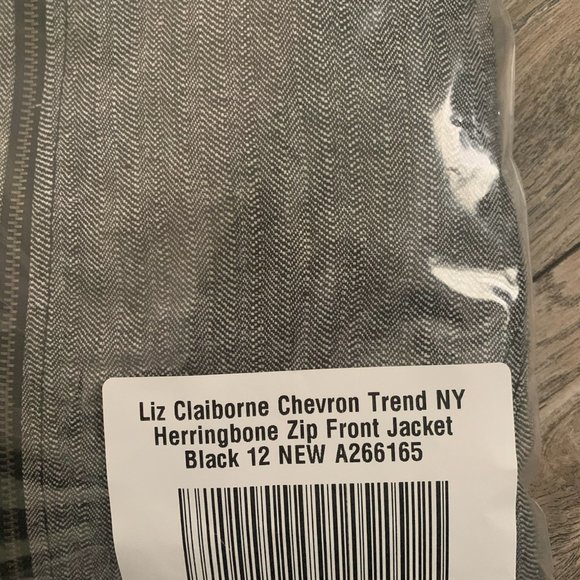 Liz Claiborne Chevron Trend NY
Herringbone Zip Front Jacket
Black 12 NEW A266165